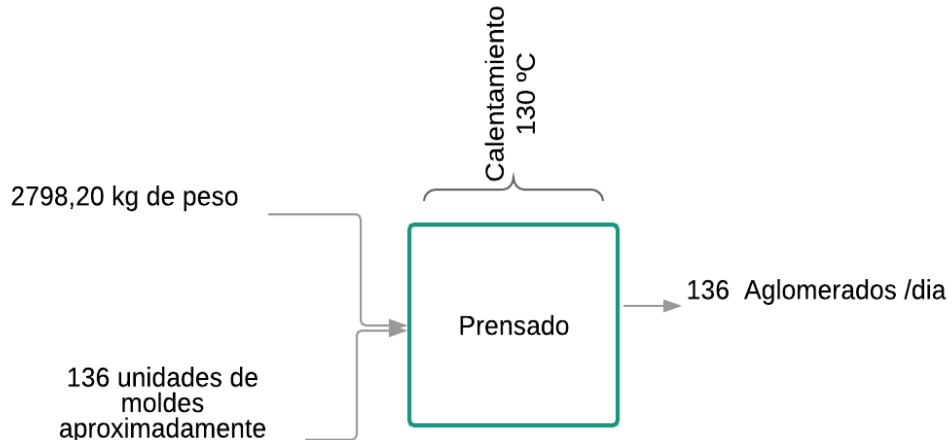 Calentamiento
130 ºC
2798,20 kg de peso
136 Aglomerados /dia
Prensado
136 unidades de
moldes
aproximadamente